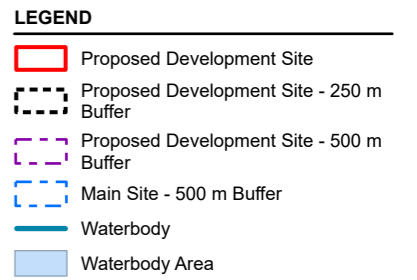 LEGEND
Proposed Development Site
Proposed Development Site - 250 m
Buffer
Proposed Development Site - 500 m
Buffer
Main Site - 500 m Buffer
Waterbody
Waterbody Area